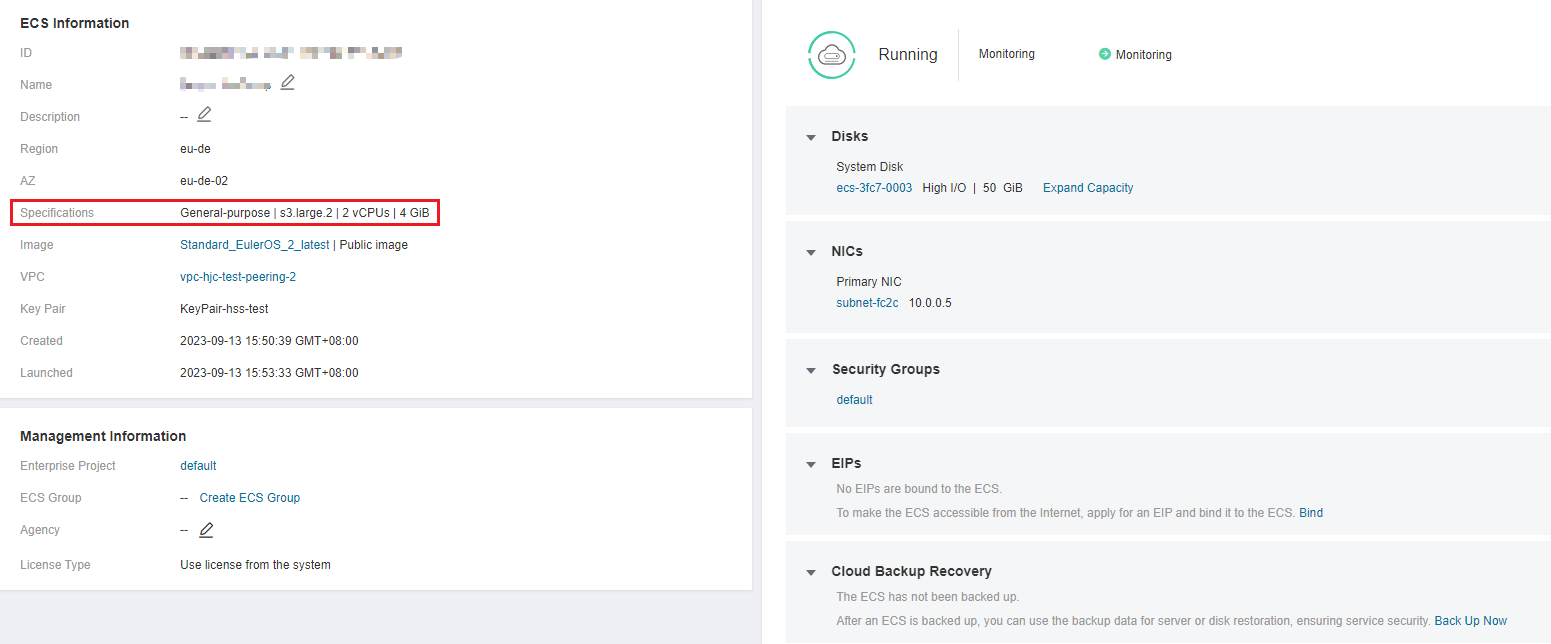 ECS Information
ID
Name
Description --
Region eu-de
AZ eu-de-02
Specifications General-purpose | s3.large.2 | 2 vCPUs | 4 GiB
Image Standard_EulerOS_2_latest | Public image
VPC vpc-hjc-test-peering-2
Key Pair KeyPair-hss-test
Created 2023-09-13 15:50:39 GMT+08:00
Launched 2023-09-13 15:53:33 GMT+08:00
Management Information
Enterprise Project default
ECS Group -- Create ECS Group
Agency --
License Type Use license from the system
Running Monitoring Monitoring
Disks
System Disk
ecs-3fc7-0003 High I/O | 50 GiB Expand Capacity
NICs
Primary NIC
subnet-fc2c 10.0.0.5
Security Groups
default
EIPs
No EIPs are bound to the ECS.
To make the ECS accessible from the Internet, apply for an EIP and bind it to the ECS. Bind
Cloud Backup Recovery
The ECS has not been backed up.
After an ECS is backed up, you can use the backup data for server or disk restoration, ensuring service security. Back Up Now